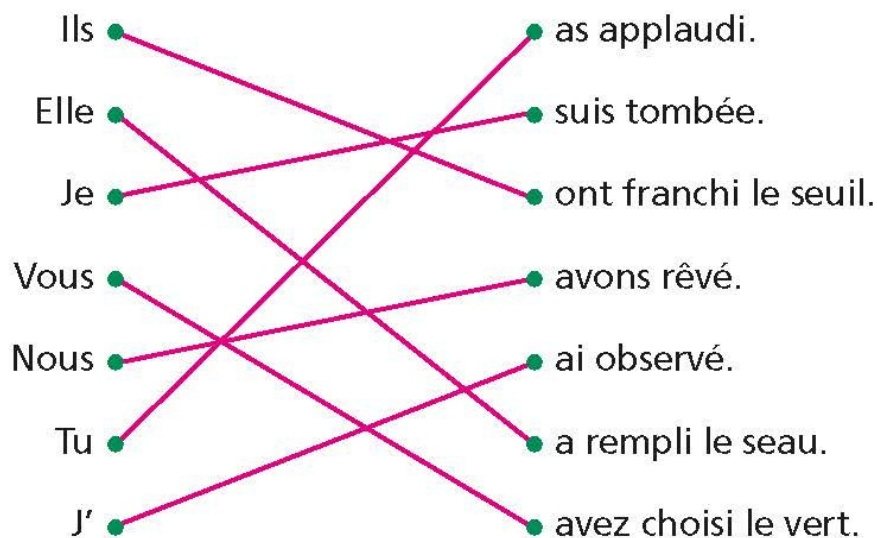 Ils as applaudi.
Elle suis tombée.
Je ont franchi le seuil.
Vous avons rêvé.
Nous ai observé.
Tu a rempli le seau.
J' avez choisi le vert.